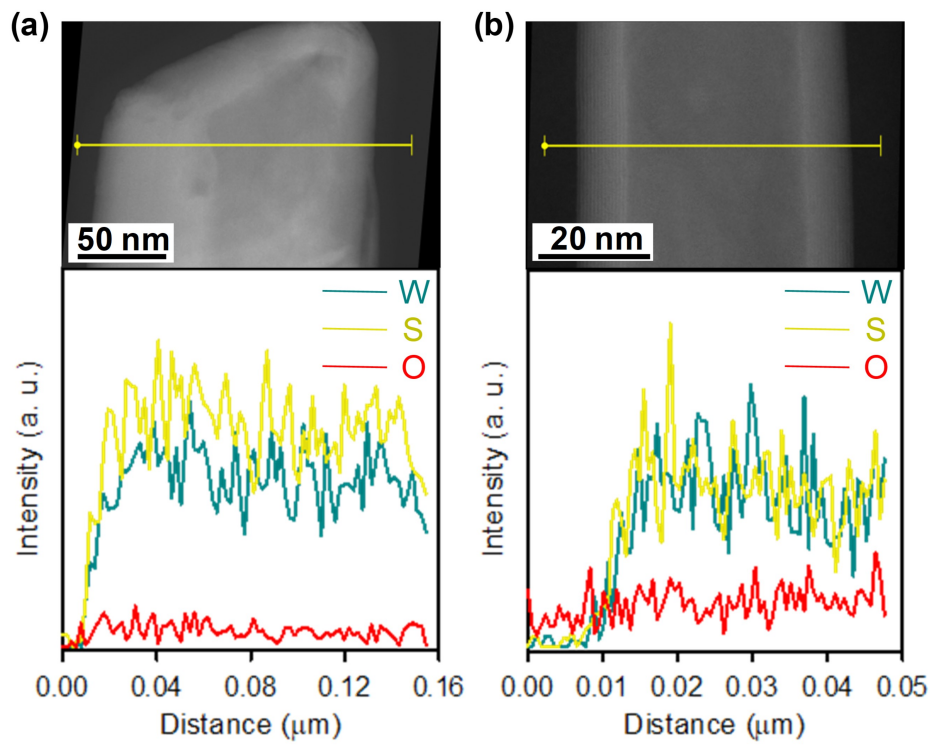 (a)
50 nm
W
S
O
Intensity (a. u.)
0.00 0.04 0.08 0.12 0.16
Distance (μm)
(b)
20 nm
W
S
O
Intensity (a. u.)
0.00 0.01 0.02 0.03 0.04 0.05
Distance (μm)